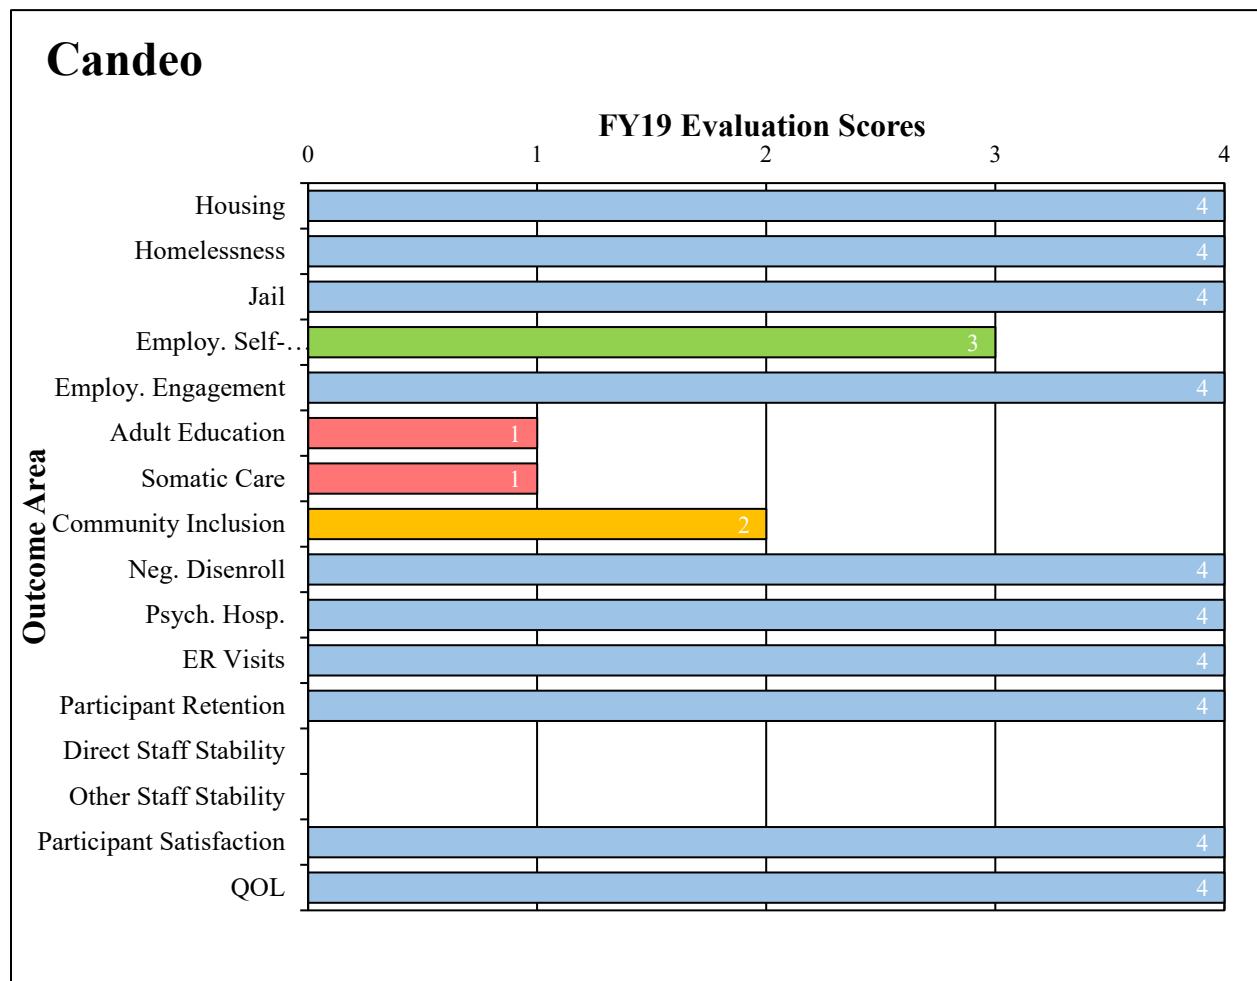 Candeo
FY19 Evaluation Scores
0 1 2 3 4
Outcome Area
Housing 4
Homelessness 4
Jail 4
Employ. Self-… 3
Employ. Engagement 4
Adult Education 1
Somatic Care 1
Community Inclusion 2
Neg. Disenroll 4
Psych. Hosp. 4
ER Visits 4
Participant Retention 4
Direct Staff Stability
Other Staff Stability
Participant Satisfaction 4
QOL 4